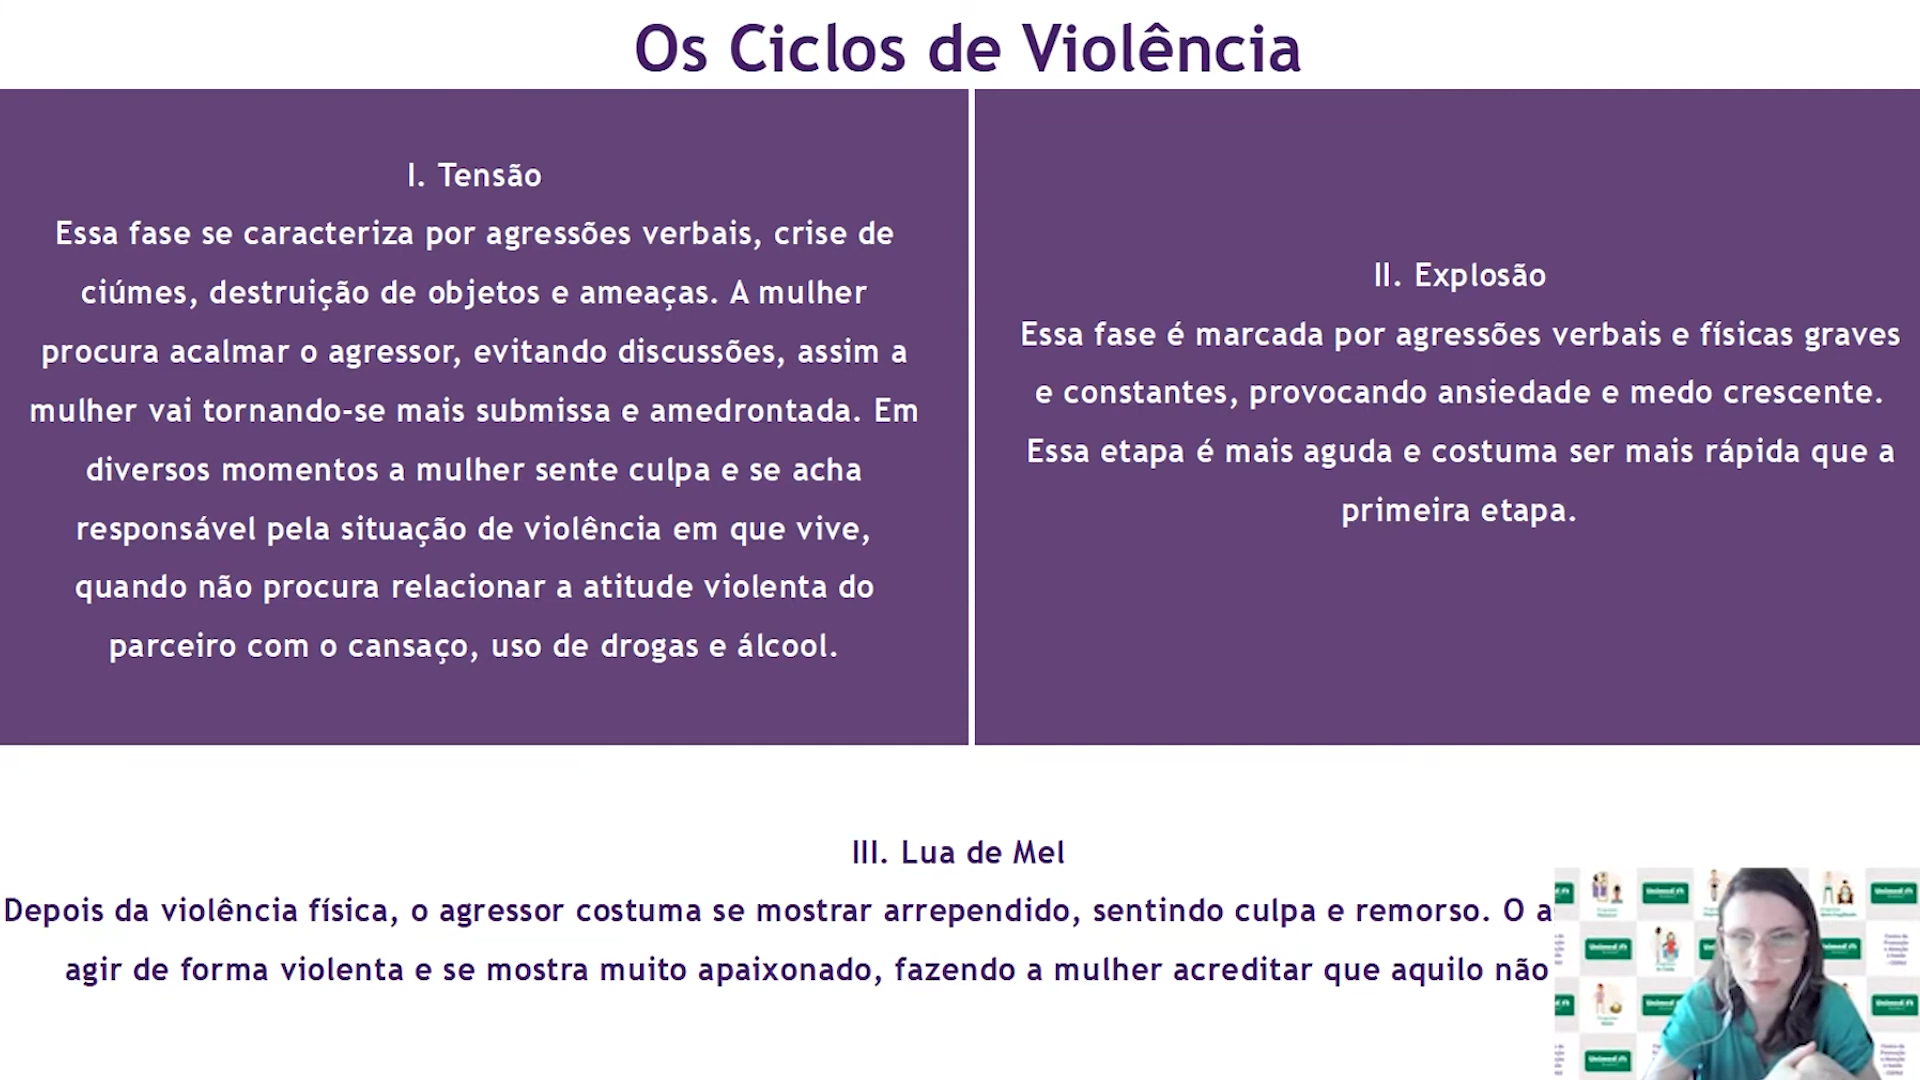 Os Ciclos de Violência
I. Tensão
Essa fase se caracteriza por agressões verbais, crise de
ciúmes, destruição de objetos e ameaças. A mulher
procura acalmar o agressor, evitando discussões, assim a
mulher vai tornando-se mais submissa e amedrontada. Em
diversos momentos a mulher sente culpa e se acha
responsável pela situação de violência em que vive,
quando não procura relacionar a atitude violenta do
parceiro com o cansaço, uso de drogas e álcool.
II. Explosão
Essa fase é marcada por agressões verbais e físicas graves
e constantes, provocando ansiedade e medo crescente.
Essa etapa é mais aguda e costuma ser mais rápida que a
primeira etapa.
III. Lua de Mel
Depois da violência física, o agressor costuma se mostrar arrependido, sentindo culpa e remorso. O a
agir de forma violenta e se mostra muito apaixonado, fazendo a mulher acreditar que aquilo não
Unimed
Unimed
Unimed
Unimed
Unimed
Unimed